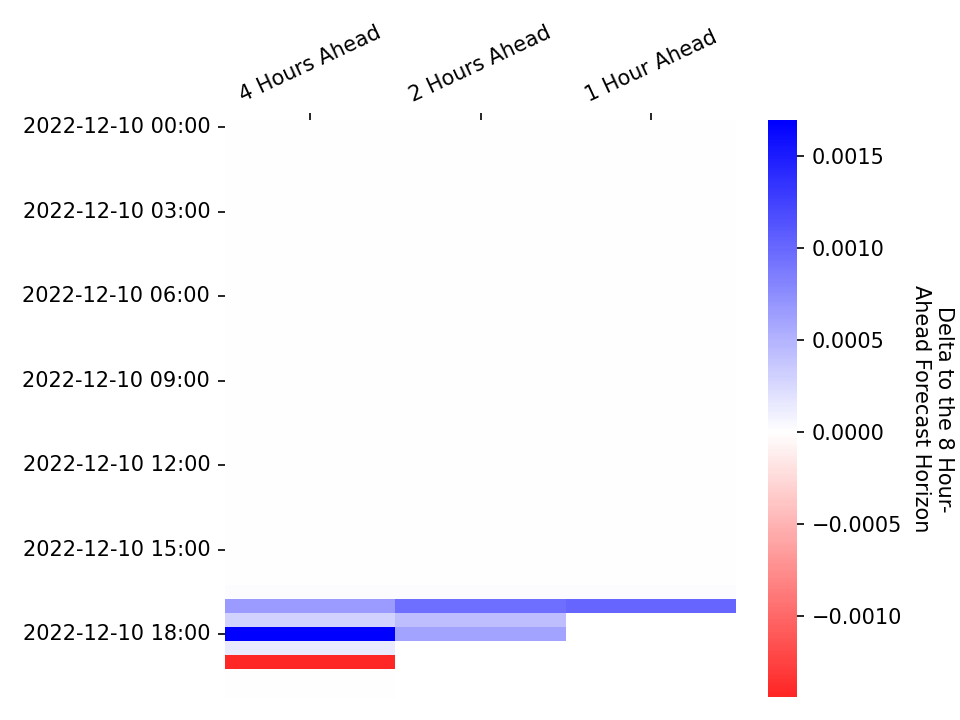 4 Hours Ahead
2 Hours Ahead
1 Hour Ahead
2022-12-10 00:00
2022-12-10 03:00
2022-12-10 06:00
2022-12-10 09:00
2022-12-10 12:00
2022-12-10 15:00
2022-12-10 18:00
0.0015
0.0010
0.0005
0.0000
−0.0005
−0.0010
Delta to the 8 Hour-
Ahead Forecast Horizon